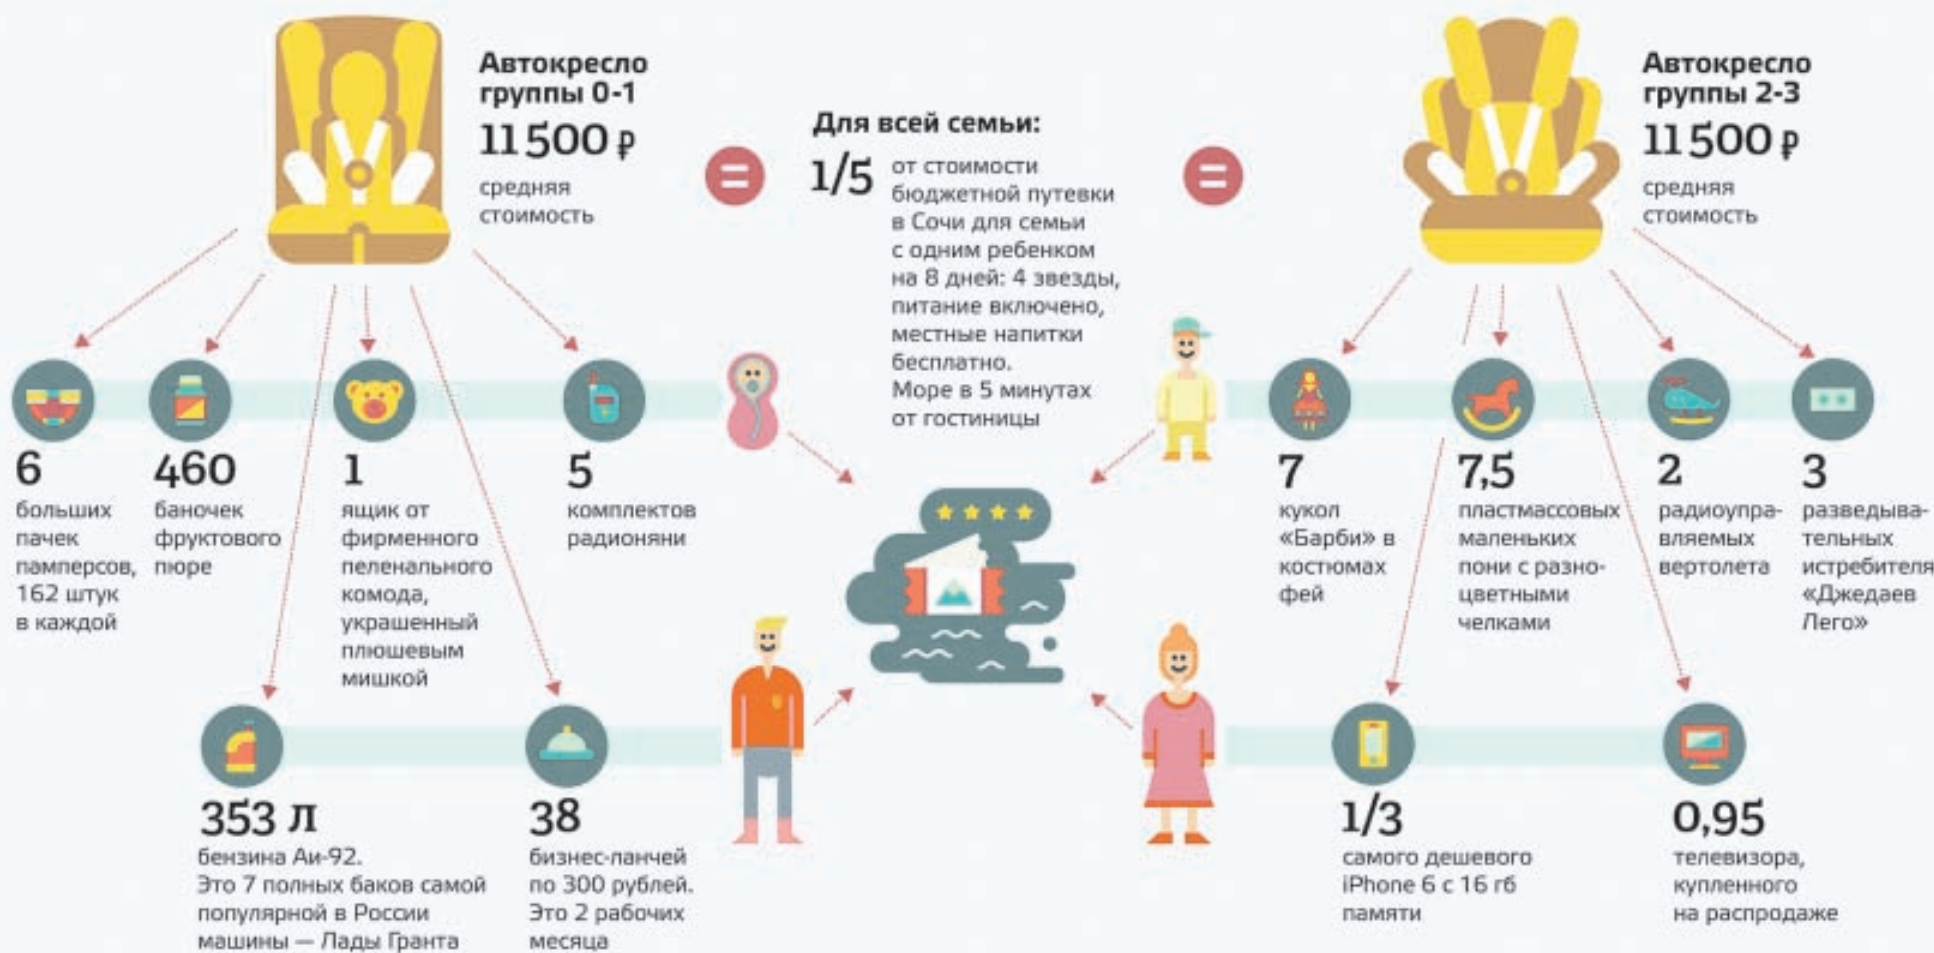 Автокресло
группы 0-1
11 500 ₽
средняя
стоимость
Для всей семьи:
1/5
от стоимости
бюджетной путевки
в Сочи для семьи
с одним ребенком
на 8 дней: 4 звезды,
питание включено,
местные напитки
бесплатно.
Море в 5 минутах
от гостиницы
Автокресло
группы 2-3
11 500 ₽
средняя
стоимость
6
больших
пачек
памперсов,
162 штук
в каждой
460
баночек
фруктового
пюре
1
ящик от
фирменного
пеленального
комода,
украшенный
плюшевым
мишкой
5
комплектов
радионяни
7
кукол
«Барби» в
костюмах
фей
7,5
пластмассовых
маленьких
пони с разно-
цветными
челками
2
радиоупра-
вляемых
вертолета
3
разведыва-
тельных
истребителя
«Джедаев
Лего»
353 л
бензина Аи-92.
Это 7 полных баков самой
популярной в России
машины — Лады Гранта
38
бизнес-ланчей
по 300 рублей.
Это 2 рабочих
месяца
1/3
самого дешевого
iPhone 6 с 16 гб
памяти
0,95
телевизора,
купленного
на распродаже